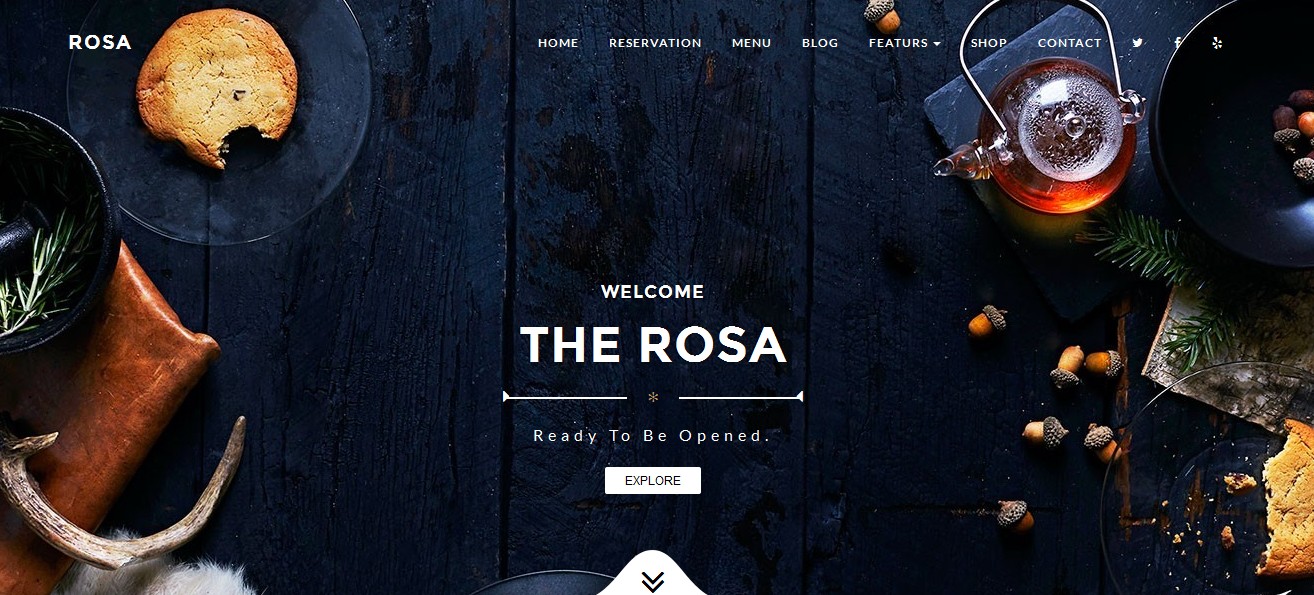 ROSA
HOME RESERVATION MENU BLOG FEATURS SHOP CONTACT
WELCOME
THE ROSA
Ready To Be Opened.
EXPLORE